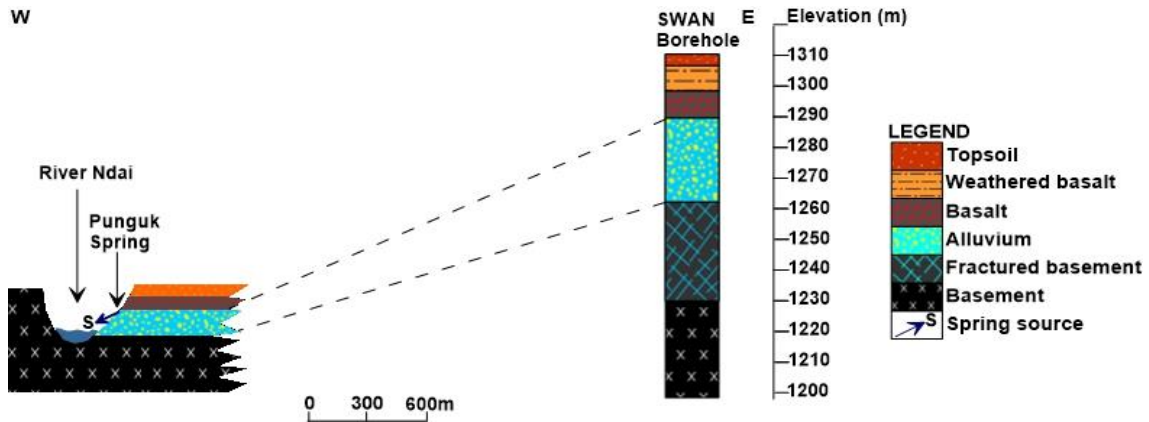 W
SWAN
Borehole
E
Elevation (m)
1310
1300
1290
1280
1270
1260
1250
1240
1230
1220
1210
1200
River Ndai
Punguk
Spring
S
0 300 600m
LEGEND
Topsoil
Weathered basalt
Basalt
Alluvium
Fractured basement
Basement
S
Spring source